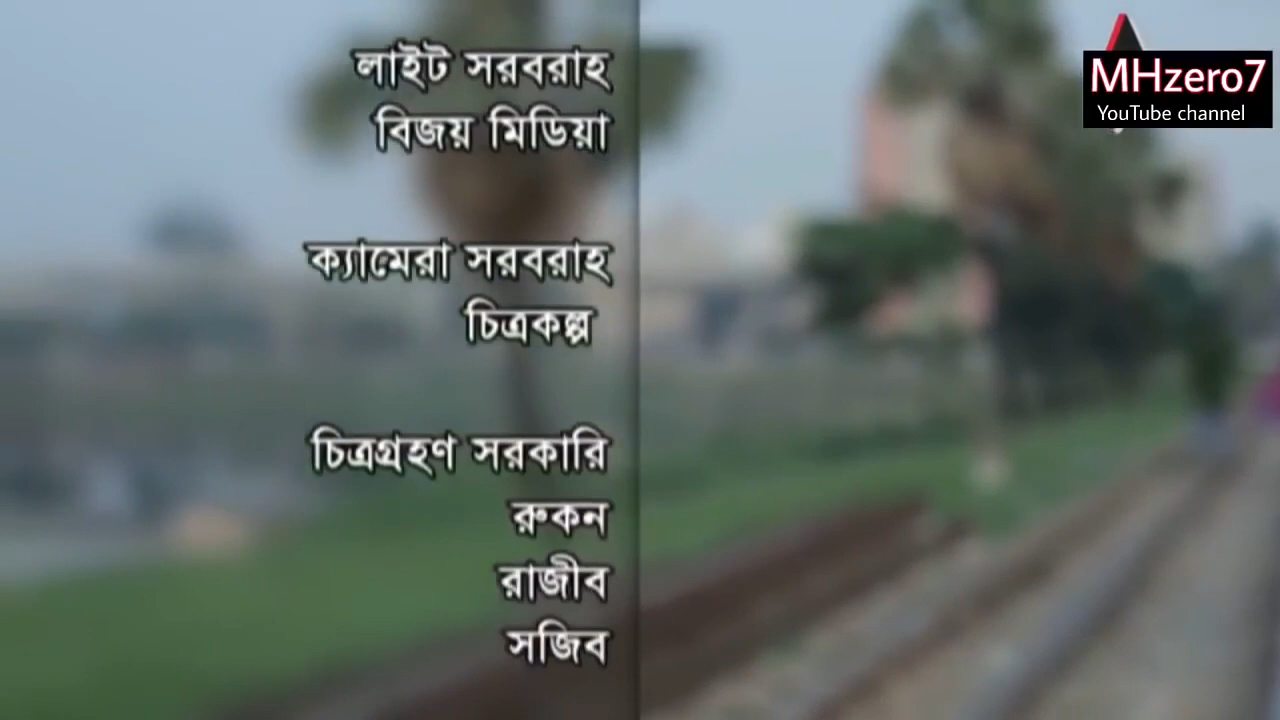 লাইট সরবরাহ
বিজয় মিডিয়া
ক্যামেরা সরবরাহ
চিত্রকল্প
চিত্রগ্রহণ সরকারি
রুকন
রাজীব
সজিব
MHzero7
YouTube channel